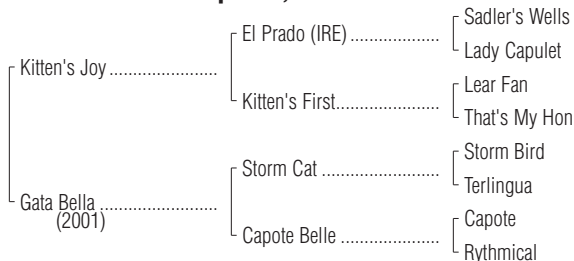 Sadler's Wells
El Prado (IRE)
Lady Capulet
Kitten's Joy
Lear Fan
Kitten's First
That's My Hon
Storm Bird
Storm Cat
Terlingua
Gata Bella
(2001)
Capote
Capote Belle
Rythmical